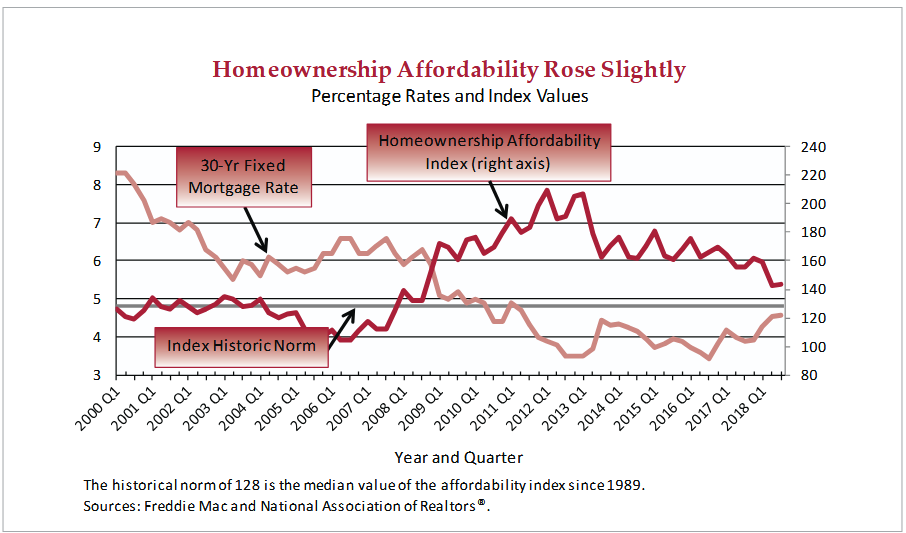 Homeownership Affordability Rose Slightly
Percentage Rates and Index Values
Homeownership Affordability
Index (right axis)
30-Yr Fixed
Mortgage Rate
Index Historic Norm
9
8
7
6
5
4
3
240
220
200
180
160
140
120
100
80
2000 Q1
2001 Q1
2002 Q1
2003 Q1
2004 Q1
2005 Q1
2006 Q1
2007 Q1
2008 Q1
2009 Q1
2010 Q1
2011 Q1
2012 Q1
2013 Q1
2014 Q1
2015 Q1
2016 Q1
2017 Q1
2018 Q1
Year and Quarter
The historical norm of 128 is the median value of the affordability index since 1989.
Sources: Freddie Mac and National Association of Realtors®.